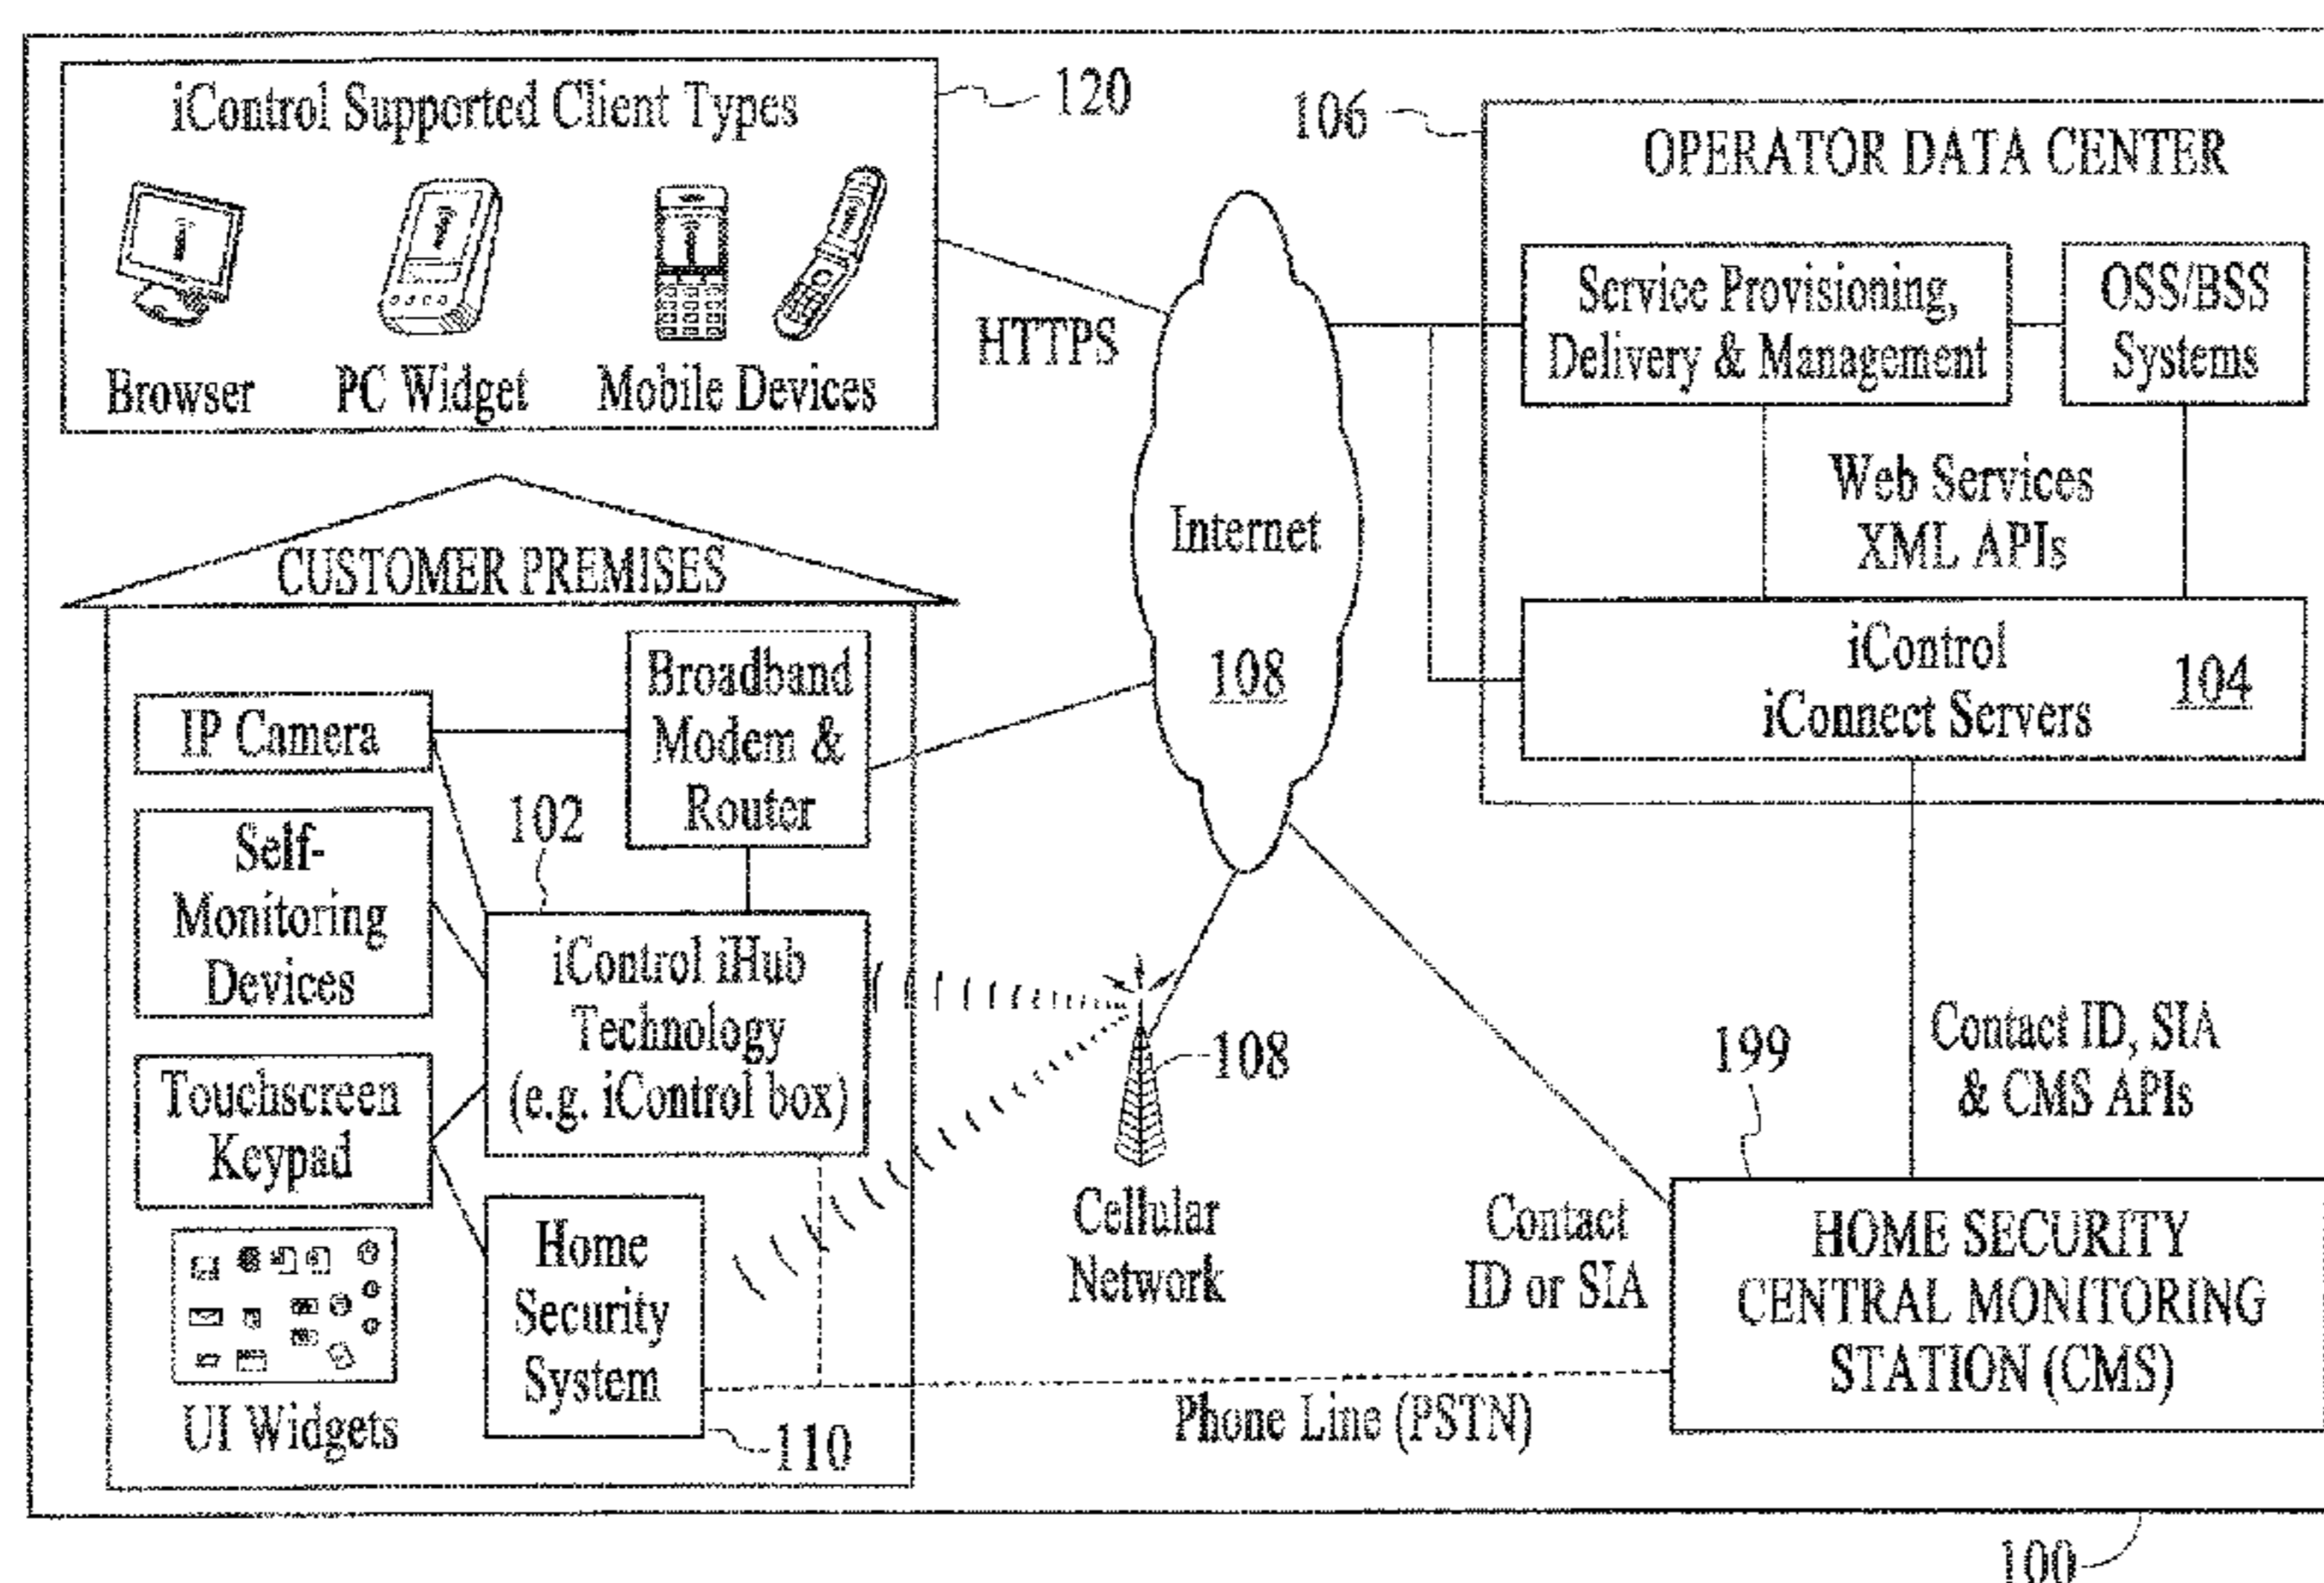 iControl Supported Client Types
120
Browser
PC Widget
Mobile Devices
HTTPS
106
OPERATOR DATA CENTER
Service Provisioning,
Delivery & Management
OSS/BSS
Systems
Web Services
XML APIs
iControl
iConnect Servers
104
Internet
108
CUSTOMER PREMISES
IP Camera
Broadband
Modem &
Router
102
Self-
Monitoring
Devices
iControl iHub
Technology
(e.g. iControl box)
Touchscreen
Keypad
Home
Security
System
110
UI Widgets
108
Cellular
Network
Contact ID, SIA
& CMS APIs
199
Contact
ID or SIA
HOME SECURITY
CENTRAL MONITORING
STATION (CMS)
Phone Line (PSTN)
100